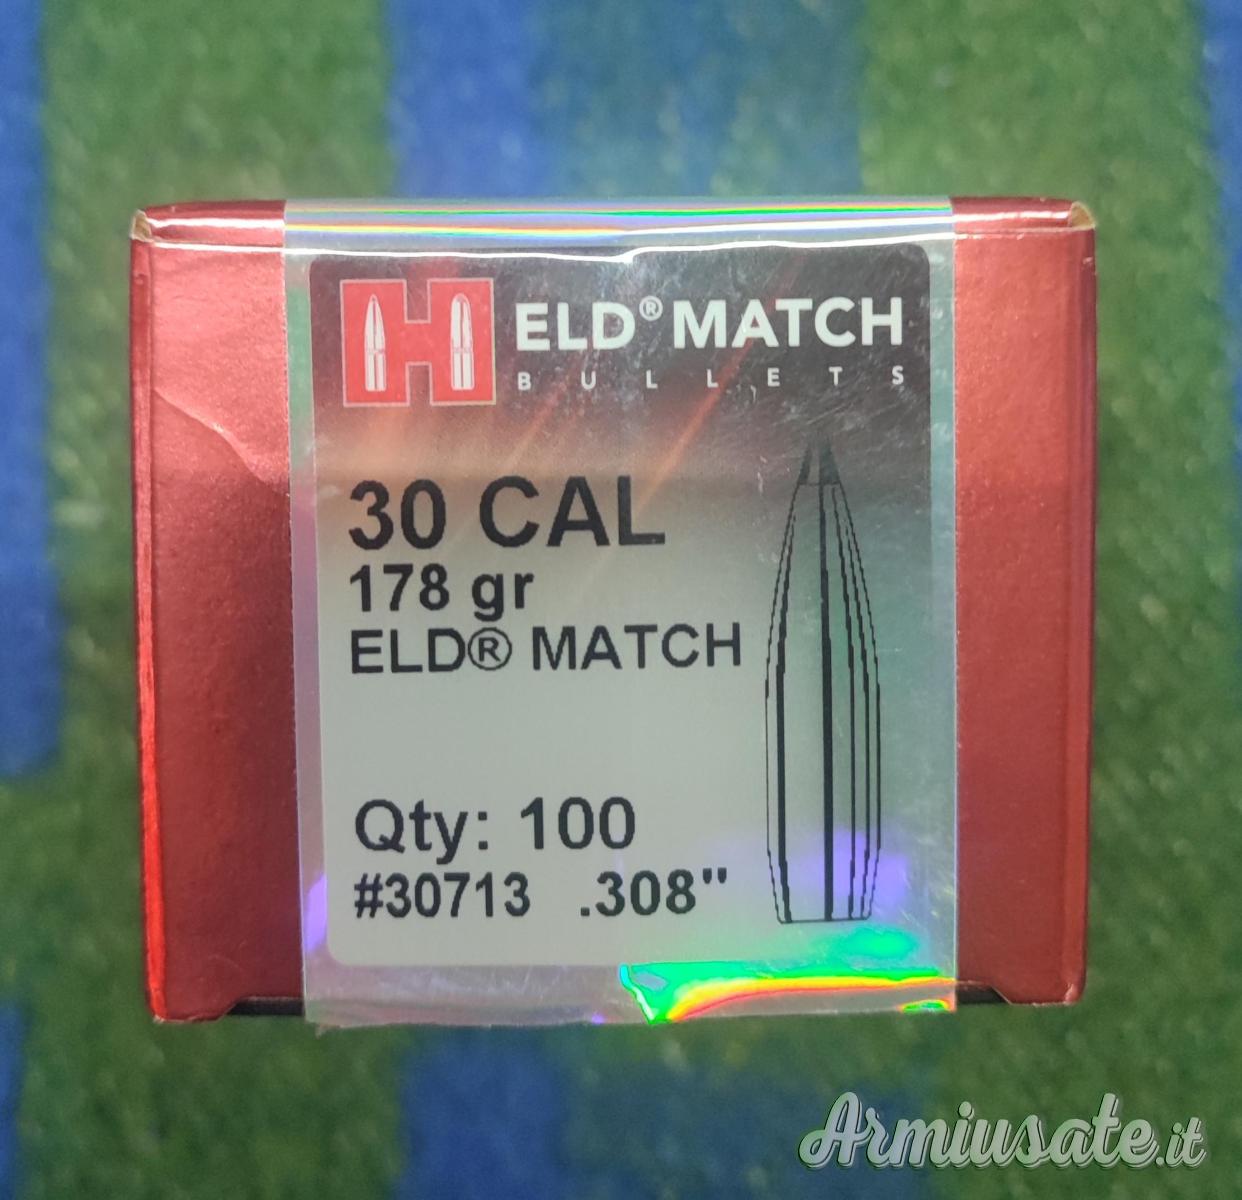 H ELD® MATCH
BULLETS
30 CAL
178 gr
ELD® MATCH
Qty: 100
#30713 .308"
Armiusate.it